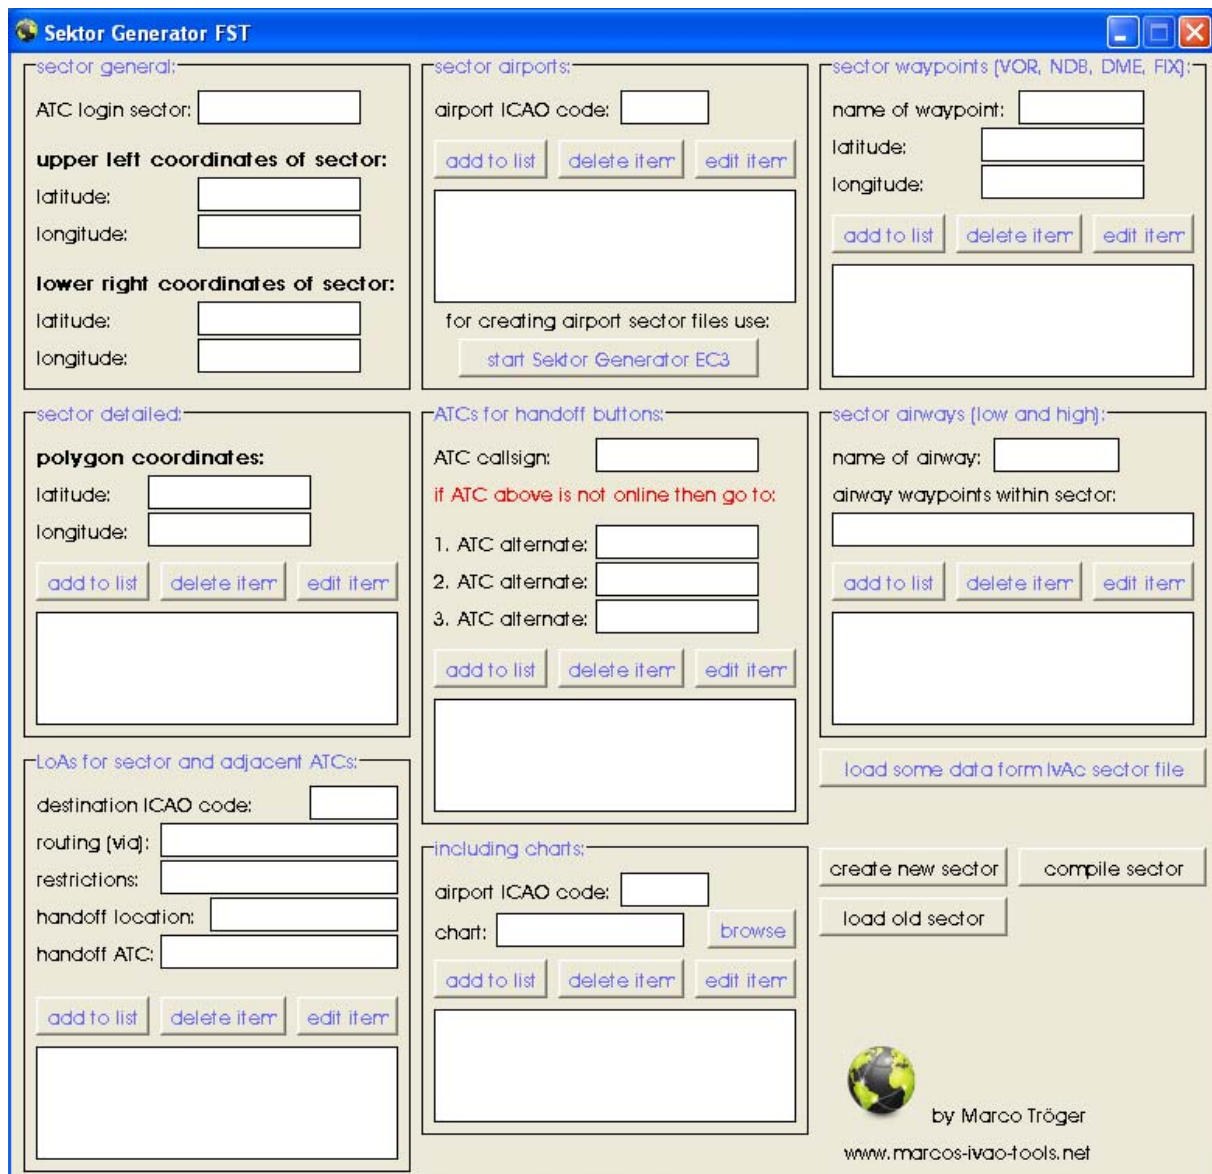 Sektor Generator FST
sector general:
ATC login sector:
upper left coordinates of sector:
latitude:
longitude:
lower right coordinates of sector:
latitude:
longitude:
sector airports:
airport ICAO code:
add to list delete item edit item
for creating airport sector files use:
start Sektor Generator EC3
sector waypoints (VOR, NDB, DME, FIX):
name of waypoint:
latitude:
longitude:
add to list delete item edit item
sector detailed:
polygon coordinates:
latitude:
longitude:
add to list delete item edit item
ATCs for handoff buttons:
ATC callsign:
if ATC above is not online then go to:
1. ATC alternate:
2. ATC alternate:
3. ATC alternate:
add to list delete item edit item
sector airways (low and high):
name of airway:
airway waypoints within sector:
add to list delete item edit item
LoAs for sector and adjacent ATCs:
destination ICAO code:
routing (via):
restrictions:
handoff location:
handoff ATC:
add to list delete item edit item
including charts:
airport ICAO code:
chart: browse
add to list delete item edit item
load some data form IvAc sector file
create new sector compile sector
load old sector
by Marco Tröger
www.marcos-ivao-tools.net